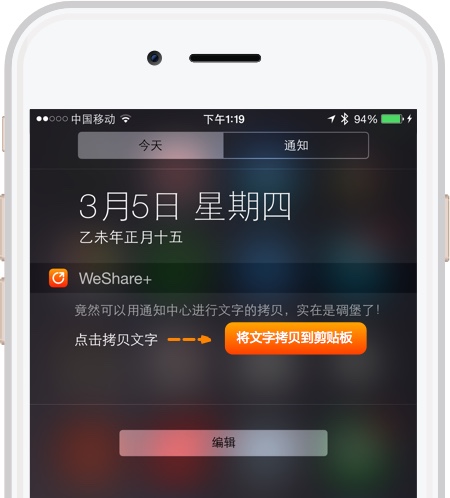 中国移动 下午1:19 94%
今天 通知
3月5日 星期四
乙未年正月十五
WeShare+
竟然可以用通知中心进行文字的拷贝，实在是碉堡了！
点击拷贝文字 将文字拷贝到剪贴板
编辑